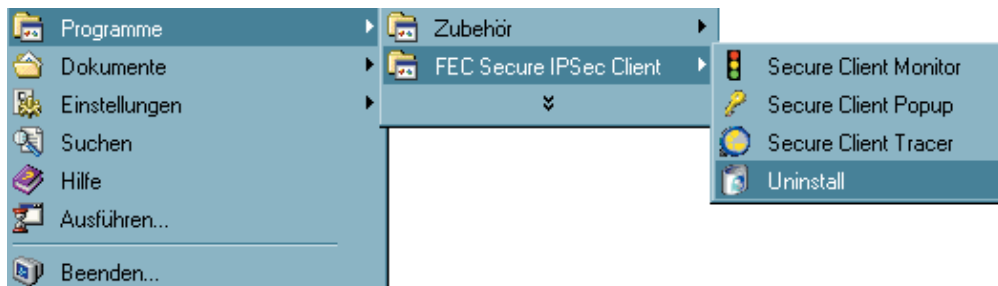 Programme
Dokumente
Einstellungen
Suchen
Hilfe
Ausführen...
Beenden...
Zubehör
FEC Secure IPSec Client
Secure Client Monitor
Secure Client Popup
Secure Client Tracer
Uninstall